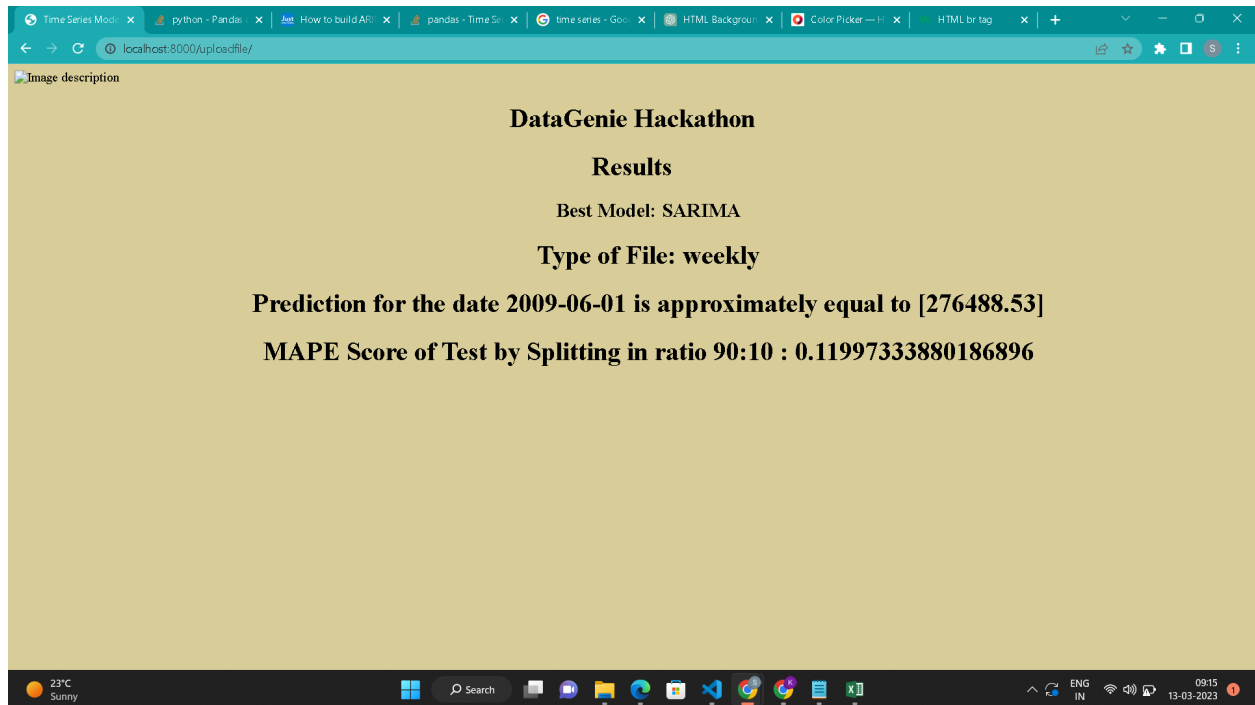 Time Series Mode
python - Pandas
How to build ARI
pandas - Time Se
time series - Goo
HTML Backgroun
Color Picker — H
HTML br tag
localhost:8000/uploadfile/
S
Image description
DataGenie Hackathon
Results
Best Model: SARIMA
Type of File: weekly
Prediction for the date 2009-06-01 is approximately equal to [276488.53]
MAPE Score of Test by Splitting in ratio 90:10 : 0.11997333880186896
23°C
Sunny
Search
ENG
IN
09:15
13-03-2023
1